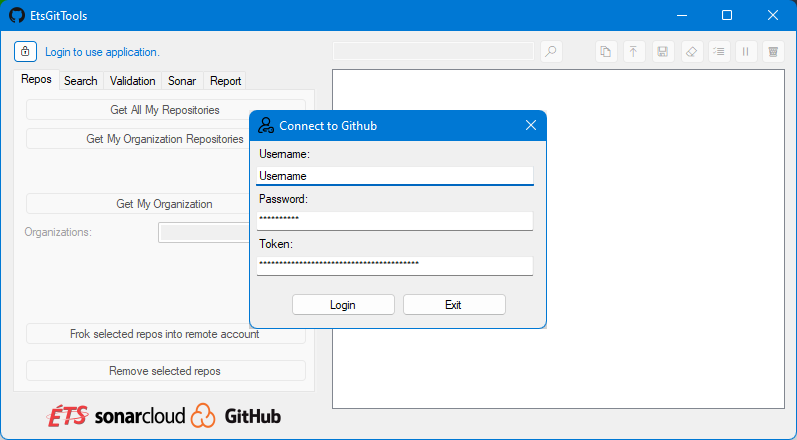 EtsGitTools
Login to use application.
Repos Search Validation Sonar Report
Get All My Repositories
Get My Organization Repositories
Get My Organization
Organizations:
Frok selected repos into remote account
Remove selected repos
Connect to Github
Username:
Username
Password:
**********
Token:
****************************************
Login Exit
ÉTS sonarcloud GitHub